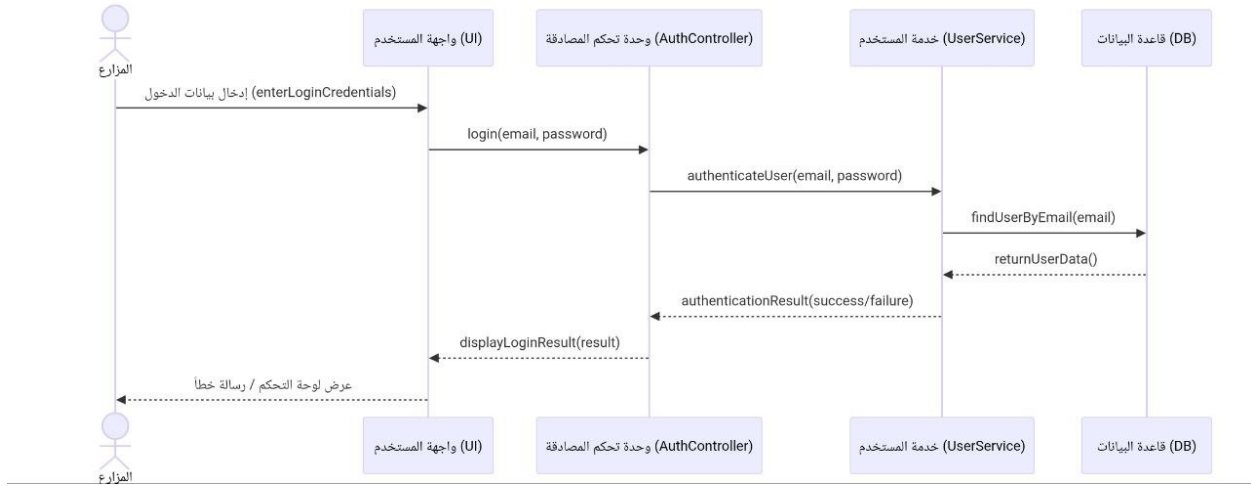 واجهة المستخدم (UI)
وحدة تحكم المصادقة (AuthController)
خدمة المستخدم (UserService)
قاعدة البيانات (DB)
المزارع
إدخال بيانات الدخول (enterLoginCredentials)
login(email, password)
authenticateUser(email, password)
findUserByEmail(email)
returnUserData()
authenticationResult(success/failure)
displayLoginResult(result)
عرض لوحة التحكم / رسالة خطأ
واجهة المستخدم (UI)
وحدة تحكم المصادقة (AuthController)
خدمة المستخدم (UserService)
قاعدة البيانات (DB)
المزارع